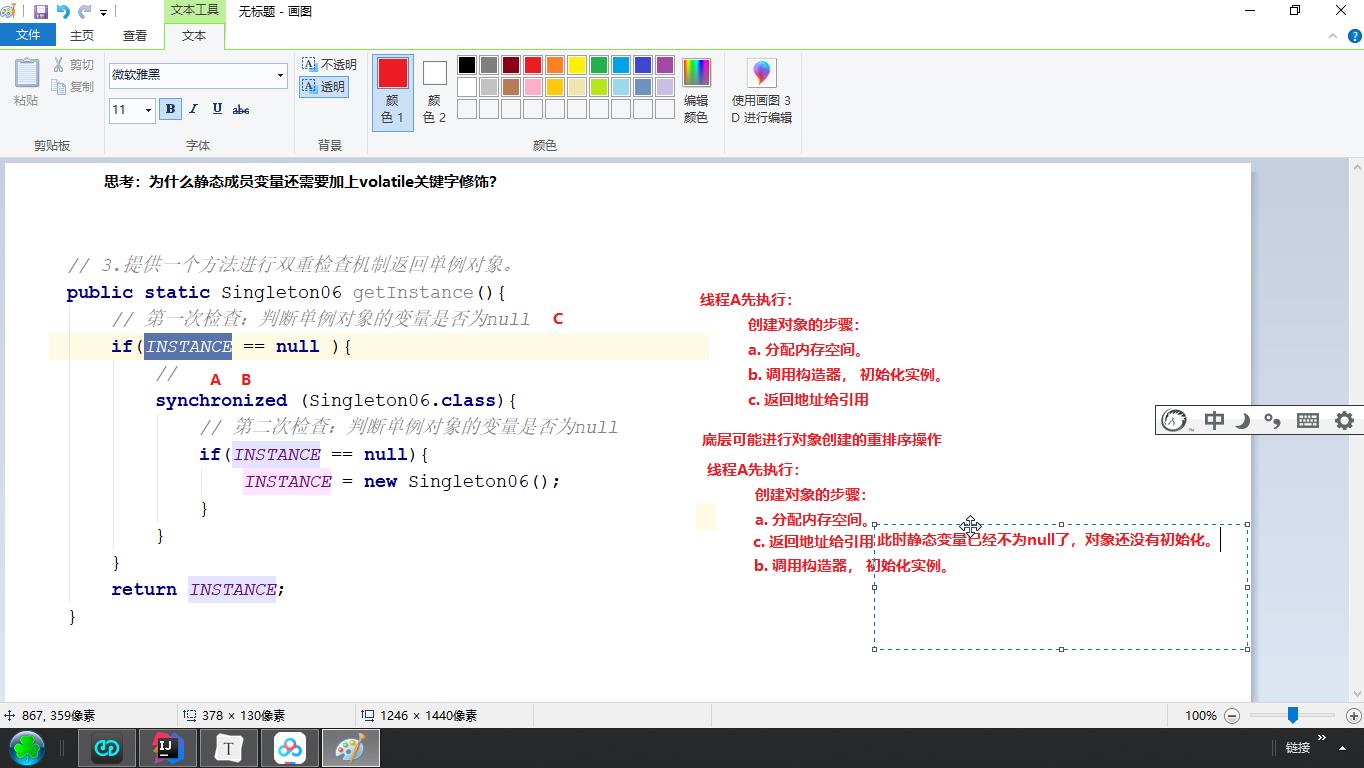 文本工具
无标题 - 画图
文件 主页 查看 文本
粘贴
剪切
复制
剪贴板
微软雅黑
11 B I U abc
字体
不透明
透明
背景
颜色 1
颜色 2
编辑颜色
颜色
使用画图 3D 进行编辑
思考：为什么静态成员变量还需要加上volatile关键字修饰？
// 3.提供一个方法进行双重检查机制返回单例对象。
public static Singleton06 getInstance(){
// 第一次检查：判断单例对象的变量是否为null C
if(INSTANCE == null ){
//
A B
synchronized (Singleton06.class){
// 第二次检查：判断单例对象的变量是否为null
if(INSTANCE == null){
INSTANCE = new Singleton06();
}
}
}
return INSTANCE;
}
线程A先执行：
创建对象的步骤：
a. 分配内存空间。
b. 调用构造器， 初始化实例。
c. 返回地址给引用
底层可能进行对象创建的重排序操作
线程A先执行：
创建对象的步骤：
a. 分配内存空间。
c. 返回地址给引用 此时静态变量已经不为null了，对象还没有初始化。
b. 调用构造器， 初始化实例。
中
867, 359像素
378 × 130像素
1246 × 1440像素
100%
IJ
T
链接